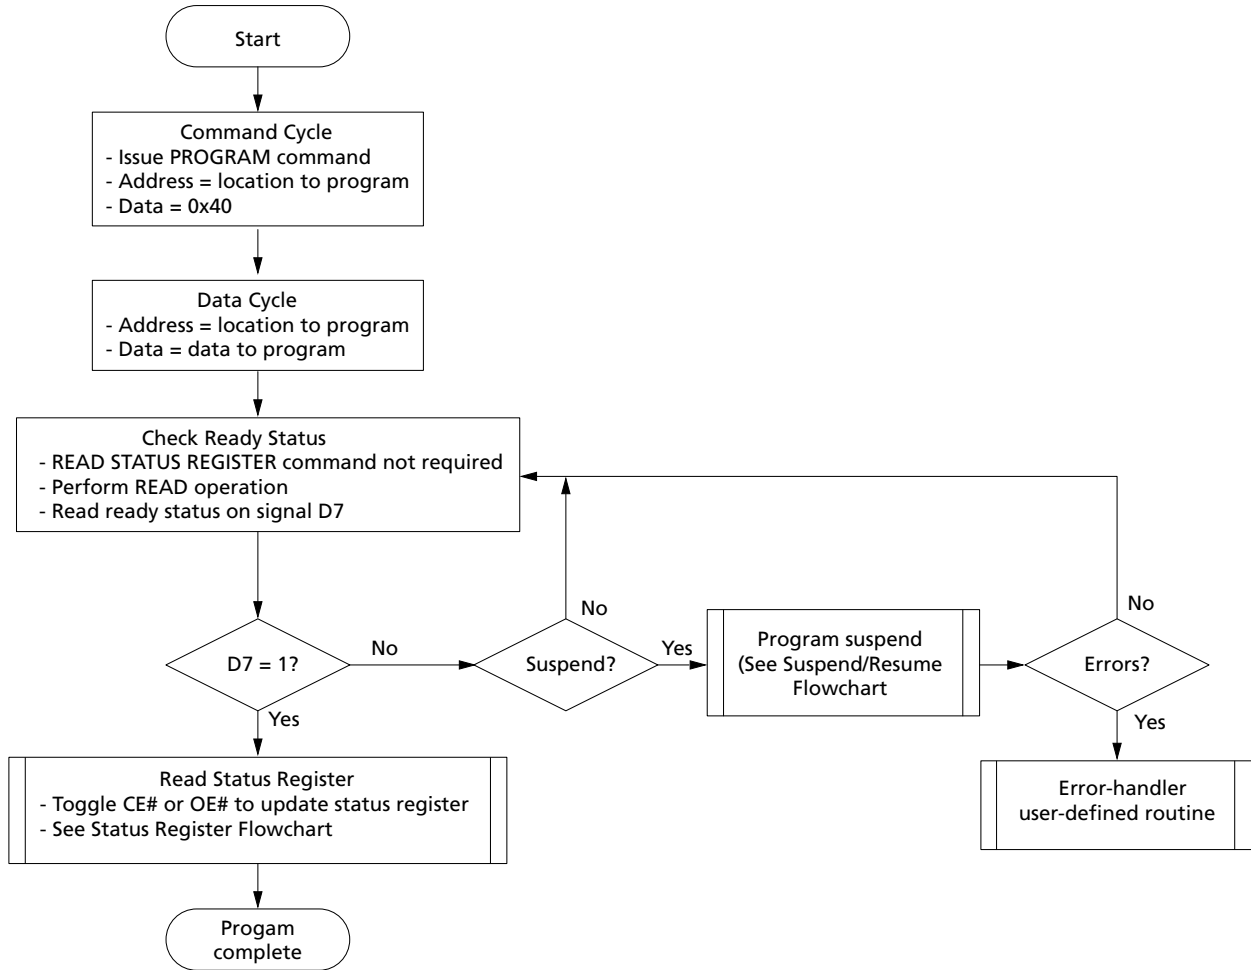 Start
Command Cycle
- Issue PROGRAM command
- Address = location to program
- Data = 0x40
Data Cycle
- Address = location to program
- Data = data to program
Check Ready Status
- READ STATUS REGISTER command not required
- Perform READ operation
- Read ready status on signal D7
D7 = 1?
No
Suspend?
No
Yes
Program suspend
(See Suspend/Resume
Flowchart
Errors?
No
Yes
Error-handler
user-defined routine
Yes
Read Status Register
- Toggle CE# or OE# to update status register
- See Status Register Flowchart
Progam
complete